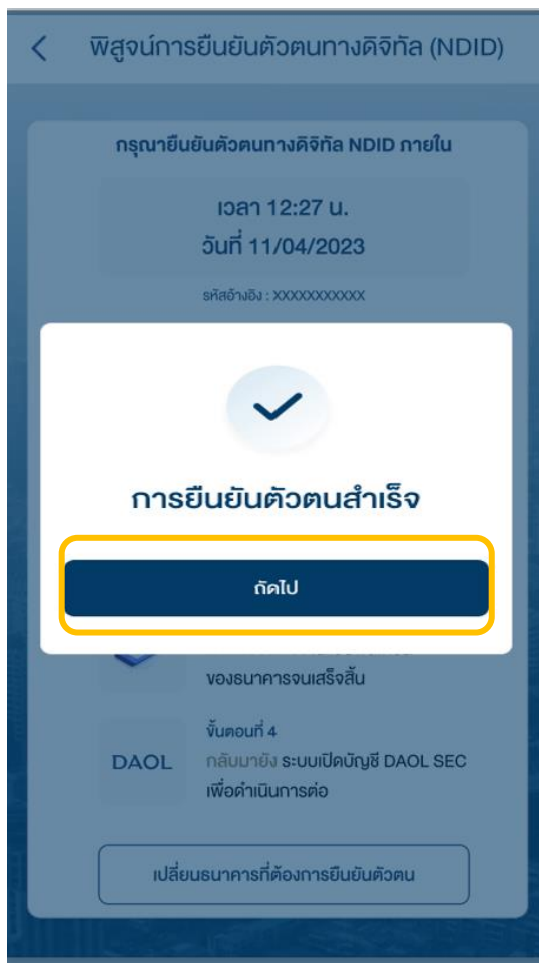 พิสูจน์การยืนยันตัวตนทางดิจิทัล (NDID)
กรุณายืนยันตัวตนทางดิจิทัล NDID ภายใน
เวลา 12:27 น.
วันที่ 11/04/2023
รหัสอ้างอิง : XXXXXXXXXXX
การยืนยันตัวตนสำเร็จ
ถัดไป
ของธนาคารจนเสร็จสิ้น
ขั้นตอนที่ 4
DAOL กลับมายัง ระบบเปิดบัญชี DAOL SEC
เพื่อดำเนินการต่อ
เปลี่ยนธนาคารที่ต้องการยืนยันตัวตน